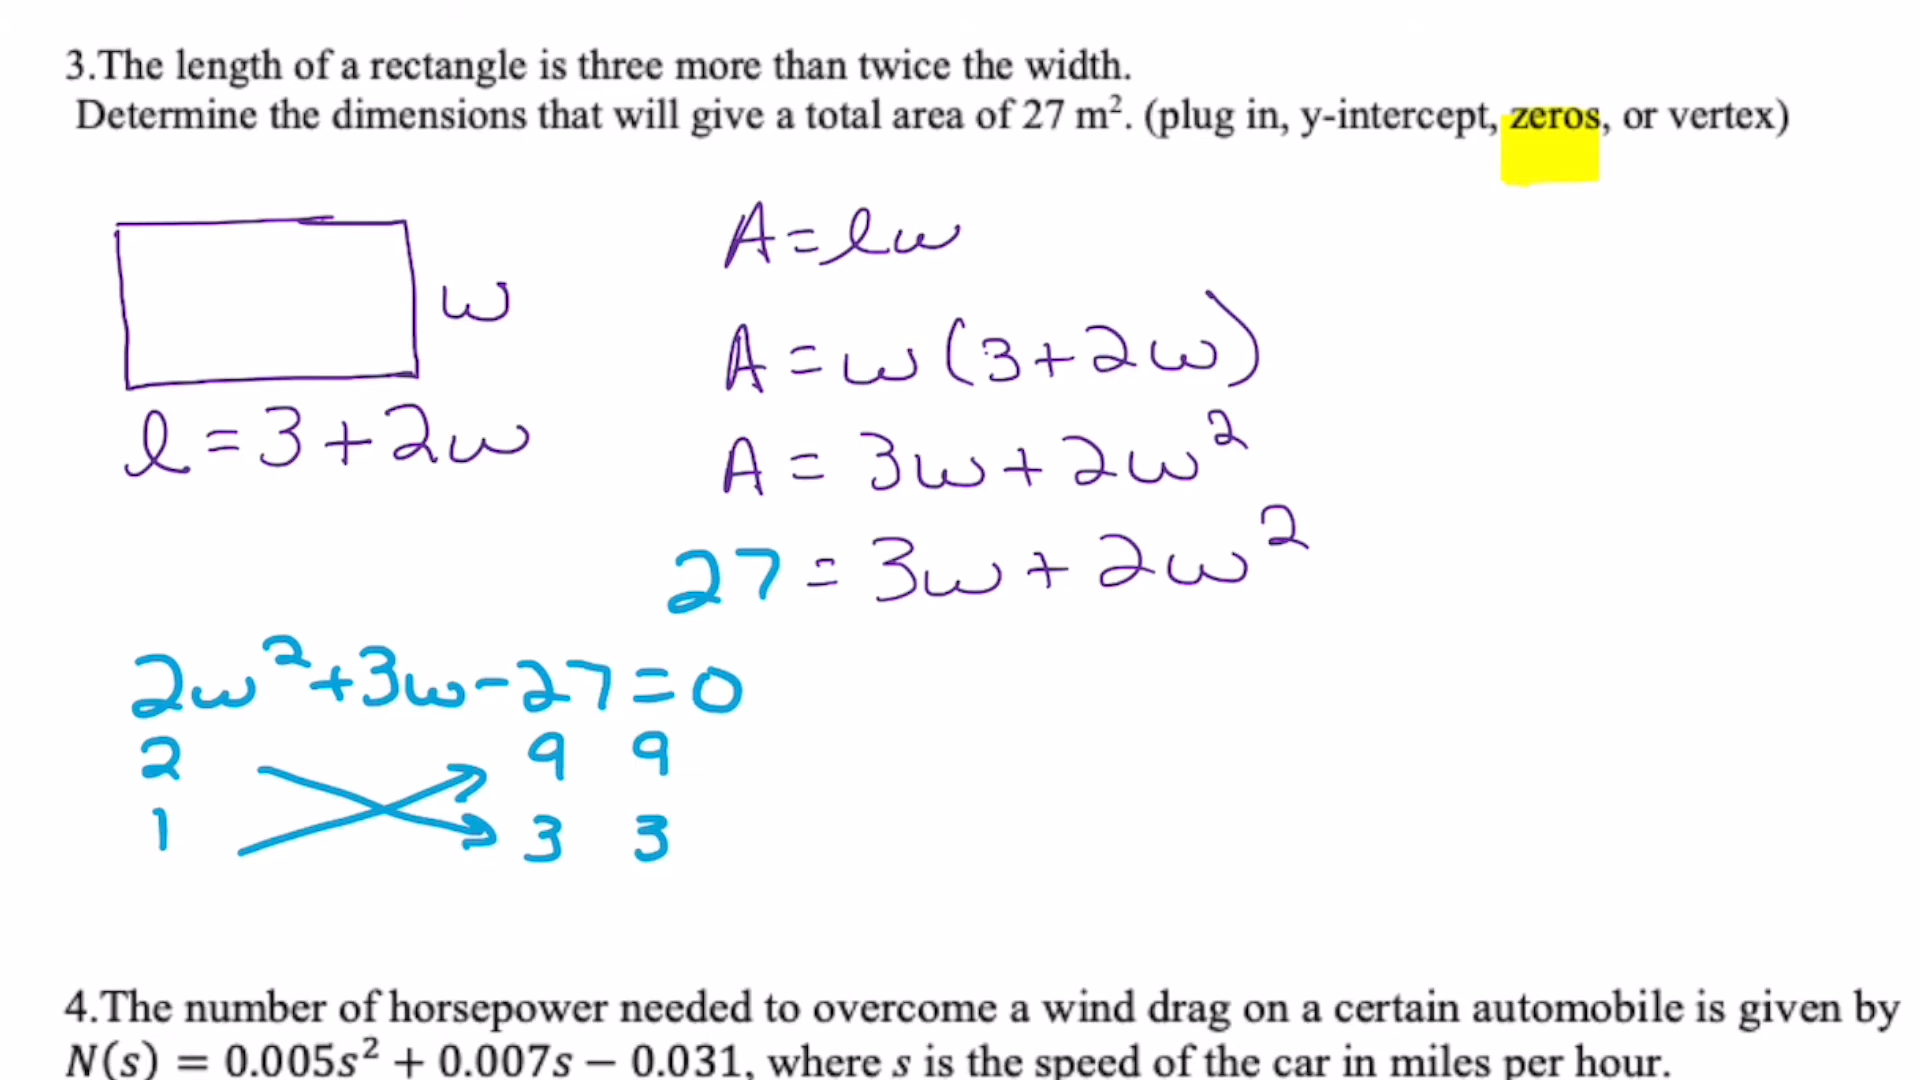 3.The length of a rectangle is three more than twice the width.
Determine the dimensions that will give a total area of 27 m². (plug in, y-intercept, zeros, or vertex)
A=lw
w
A=w(3+2w)
l=3+2w
A=3w+2w²
27=3w+2w²
2w²+3w-27=0
2 9 9
1 3 3
4.The number of horsepower needed to overcome a wind drag on a certain automobile is given by
N(s) = 0.005s² + 0.007s − 0.031, where s is the speed of the car in miles per hour.